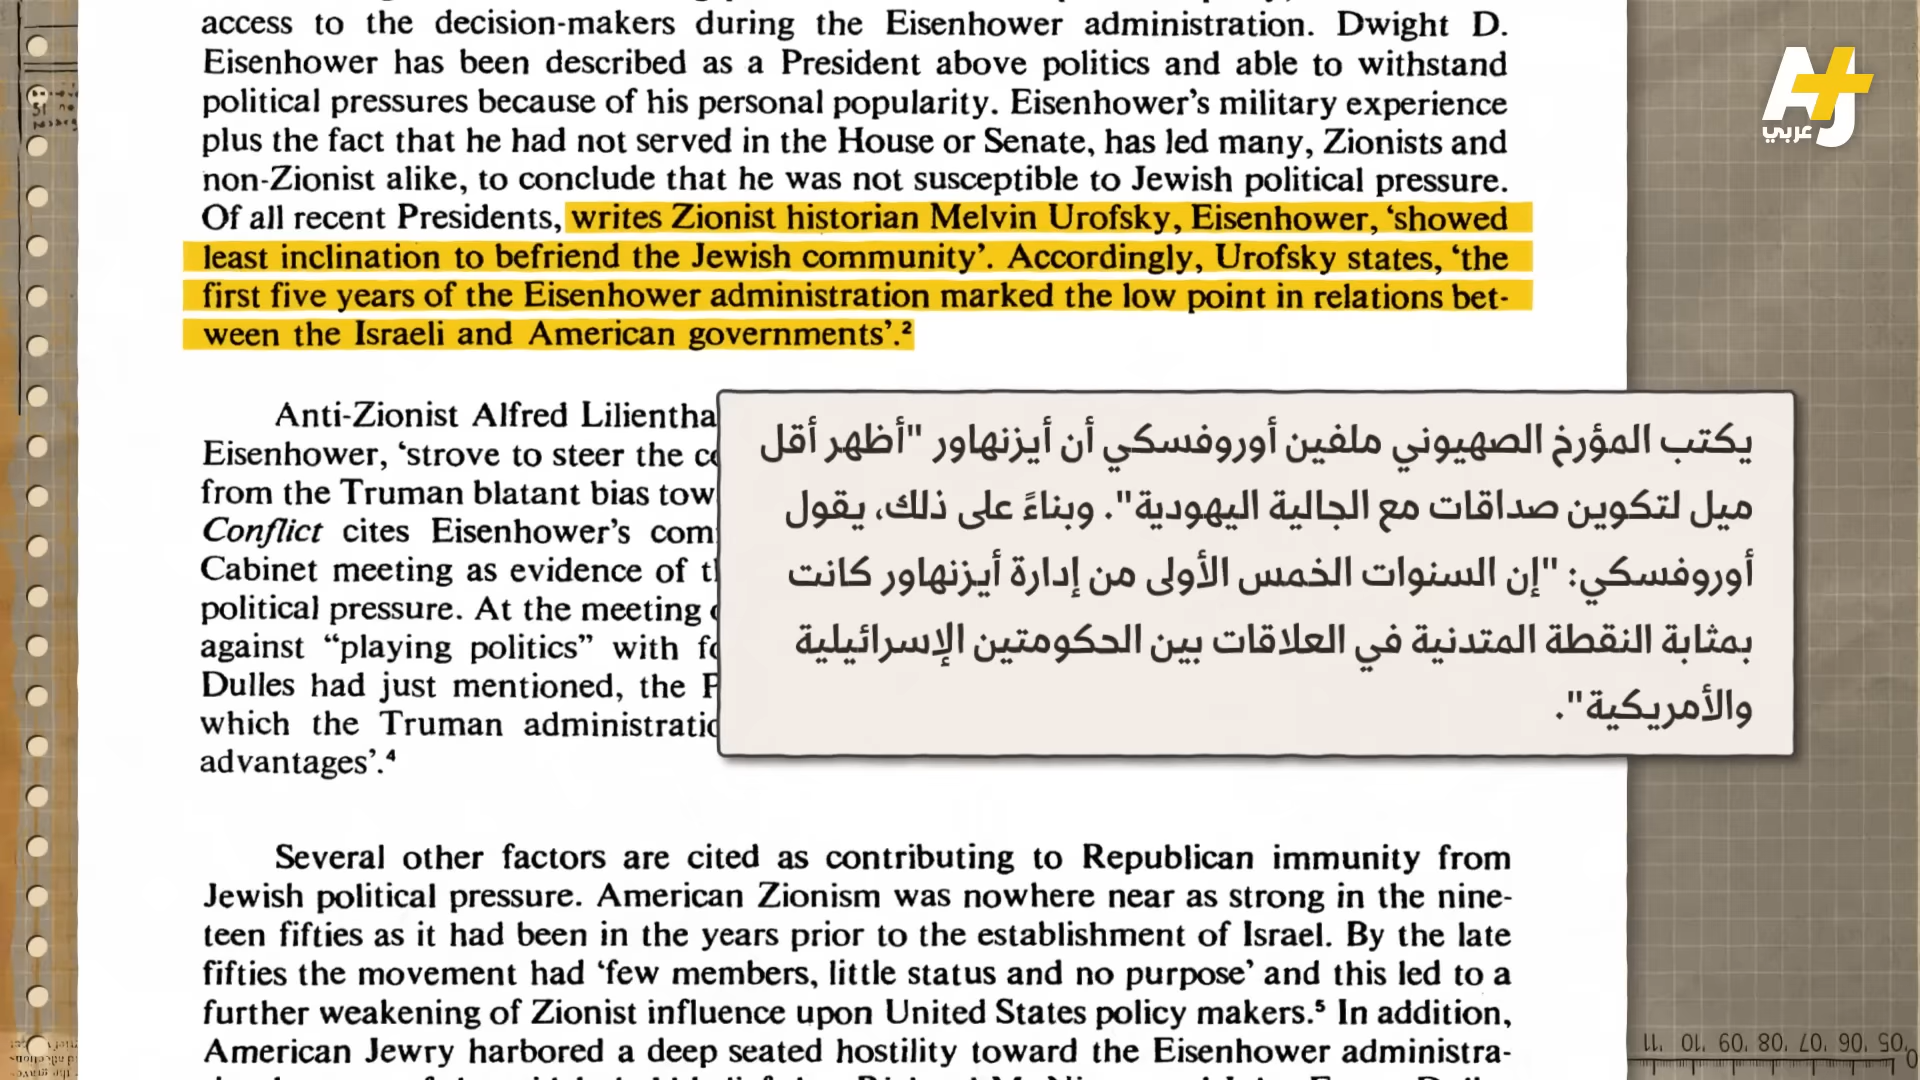 access to the decision-makers during the Eisenhower administration. Dwight D.
Eisenhower has been described as a President above politics and able to withstand
political pressures because of his personal popularity. Eisenhower's military experience
plus the fact that he had not served in the House or Senate, has led many, Zionists and
non-Zionist alike, to conclude that he was not susceptible to Jewish political pressure.
Of all recent Presidents, writes Zionist historian Melvin Urofsky, Eisenhower, ‘showed
least inclination to befriend the Jewish community’. Accordingly, Urofsky states, ‘the
first five years of the Eisenhower administration marked the low point in relations bet-
ween the Israeli and American governments’.²
Anti-Zionist Alfred Lilientha
Eisenhower, ‘strove to steer the c
from the Truman blatant bias tow
Conflict cites Eisenhower's com
Cabinet meeting as evidence of t
political pressure. At the meeting
against “playing politics” with fo
Dulles had just mentioned, the P
which the Truman administratio
advantages’.⁴
يكتب المؤرخ الصهيوني ملفين أوروفسكي أن أيزنهاور "أظهر أقل
ميل لتكوين صداقات مع الجالية اليهودية". وبناءً على ذلك، يقول
أوروفسكي: "إن السنوات الخمس الأولى من إدارة أيزنهاور كانت
بمثابة النقطة المتدنية في العلاقات بين الحكومتين الإسرائيلية
والأمريكية".
Several other factors are cited as contributing to Republican immunity from
Jewish political pressure. American Zionism was nowhere near as strong in the nine-
teen fifties as it had been in the years prior to the establishment of Israel. By the late
fifties the movement had ‘few members, little status and no purpose’ and this led to a
further weakening of Zionist influence upon United States policy makers.⁵ In addition,
American Jewry harbored a deep seated hostility toward the Eisenhower administra-
AJ+
عربي